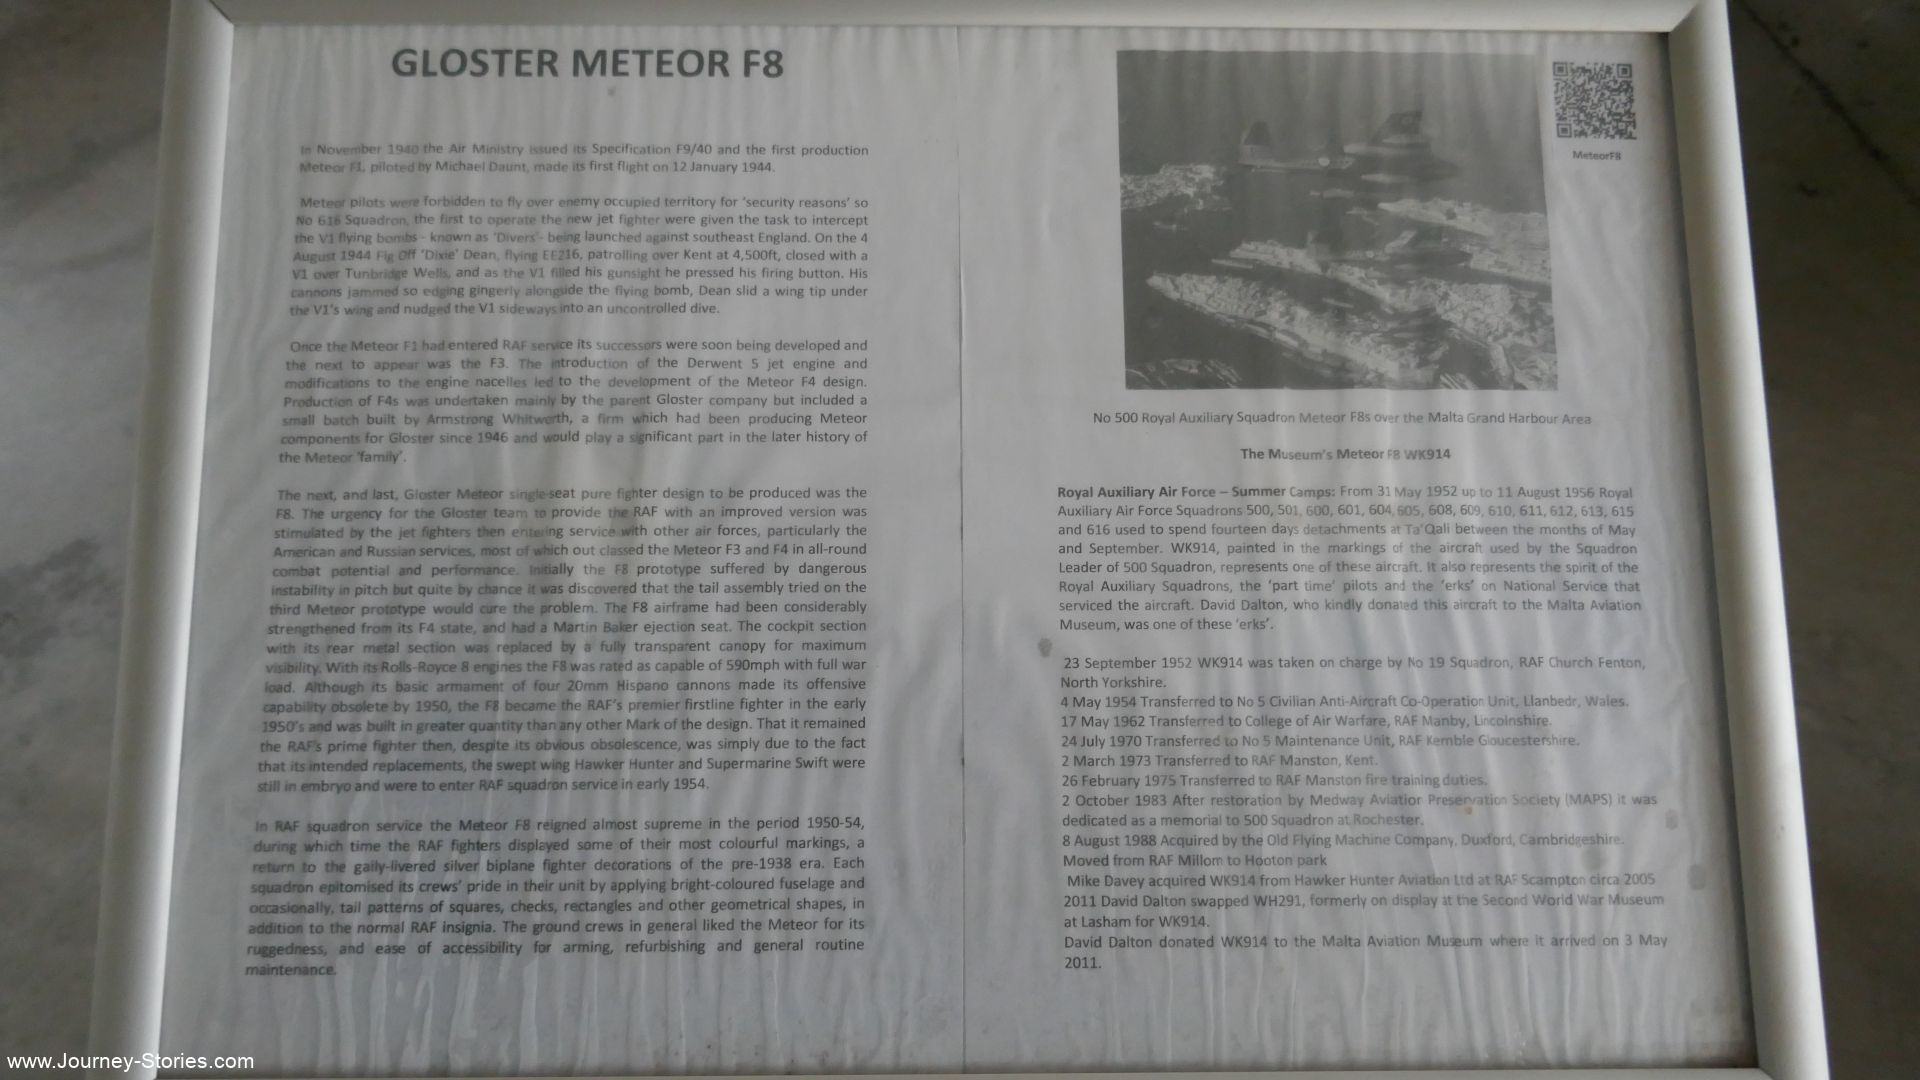 GLOSTER METEOR F8
In November 1940 the Air Ministry issued its Specification F9/40 and the first production
Meteor F1, piloted by Michael Daunt, made its first flight on 12 January 1944.
Meteor pilots were forbidden to fly over enemy occupied territory for 'security reasons' so
No 616 Squadron, the first to operate the new jet fighter were given the task to intercept
the V1 flying bombs - known as 'Divers'- being launched against southeast England. On the 4
August 1944 Flg Off 'Dixie' Dean, flying EE216, patrolling over Kent at 4,500ft, closed with a
V1 over Tunbridge Wells, and as the V1 filled his gunsight he pressed his firing button. His
cannons jammed so edging gingerly alongside the flying bomb, Dean slid a wing tip under
the V1's wing and nudged the V1 sideways into an uncontrolled dive.
Once the Meteor F1 had entered RAF service its successors were soon being developed and
the next to appear was the F3. The introduction of the Derwent 5 jet engine and
modifications to the engine nacelles led to the development of the Meteor F4 design.
Production of F4s was undertaken mainly by the parent Gloster company but included a
small batch built by Armstrong Whitworth, a firm which had been producing Meteor
components for Gloster since 1946 and would play a significant part in the later history of
the Meteor 'family'.
The next, and last, Gloster Meteor single-seat pure fighter design to be produced was the
F8. The urgency for the Gloster team to provide the RAF with an improved version was
stimulated by the jet fighters then entering service with other air forces, particularly the
American and Russian services, most of which out classed the Meteor F3 and F4 in all-round
combat potential and performance. Initially the F8 prototype suffered by dangerous
instability in pitch but quite by chance it was discovered that the tail assembly tried on the
third Meteor prototype would cure the problem. The F8 airframe had been considerably
strengthened from its F4 state, and had a Martin Baker ejection seat. The cockpit section
with its rear metal section was replaced by a fully transparent canopy for maximum
visibility. With its Rolls-Royce 8 engines the F8 was rated as capable of 590mph with full war
load. Although its basic armament of four 20mm Hispano cannons made its offensive
capability obsolete by 1950, the F8 became the RAF's premier firstline fighter in the early
1950's and was built in greater quantity than any other Mark of the design. That it remained
the RAF's prime fighter then, despite its obvious obsolescence, was simply due to the fact
that its intended replacements, the swept wing Hawker Hunter and Supermarine Swift were
still in embryo and were to enter RAF squadron service in early 1954.
In RAF squadron service the Meteor F8 reigned almost supreme in the period 1950-54,
during which time the RAF fighters displayed some of their most colourful markings, a
return to the gaily-livered silver biplane fighter decorations of the pre-1938 era. Each
squadron epitomised its crews' pride in their unit by applying bright-coloured fuselage and
occasionally, tail patterns of squares, checks, rectangles and other geometrical shapes, in
addition to the normal RAF insignia. The ground crews in general liked the Meteor for its
ruggedness, and ease of accessibility for arming, refurbishing and general routine
maintenance.
MeteorF8
No 500 Royal Auxiliary Squadron Meteor F8s over the Malta Grand Harbour Area
The Museum's Meteor F8 WK914
Royal Auxiliary Air Force – Summer Camps: From 31 May 1952 up to 11 August 1956 Royal
Auxiliary Air Force Squadrons 500, 501, 600, 601, 604, 605, 608, 609, 610, 611, 612, 613, 615
and 616 used to spend fourteen days detachments at Ta'Qali between the months of May
and September. WK914, painted in the markings of the aircraft used by the Squadron
Leader of 500 Squadron, represents one of these aircraft. It also represents the spirit of the
Royal Auxiliary Squadrons, the 'part time' pilots and the 'erks' on National Service that
serviced the aircraft. David Dalton, who kindly donated this aircraft to the Malta Aviation
Museum, was one of these 'erks'.
23 September 1952 WK914 was taken on charge by No 19 Squadron, RAF Church Fenton,
North Yorkshire.
4 May 1954 Transferred to No 5 Civilian Anti-Aircraft Co-Operation Unit, Llanbedr, Wales.
17 May 1962 Transferred to College of Air Warfare, RAF Manby, Lincolnshire.
24 July 1970 Transferred to No 5 Maintenance Unit, RAF Kemble Gloucestershire.
2 March 1973 Transferred to RAF Manston, Kent.
26 February 1975 Transferred to RAF Manston fire training duties.
2 October 1983 After restoration by Medway Aviation Preservation Society (MAPS) it was
dedicated as a memorial to 500 Squadron at Rochester.
8 August 1988 Acquired by the Old Flying Machine Company, Duxford, Cambridgeshire.
Moved from RAF Millom to Hooton park
Mike Davey acquired WK914 from Hawker Hunter Aviation Ltd at RAF Scampton circa 2005
2011 David Dalton swapped WH291, formerly on display at the Second World War Museum
at Lasham for WK914.
David Dalton donated WK914 to the Malta Aviation Museum where it arrived on 3 May
2011.
www.Journey-Stories.com